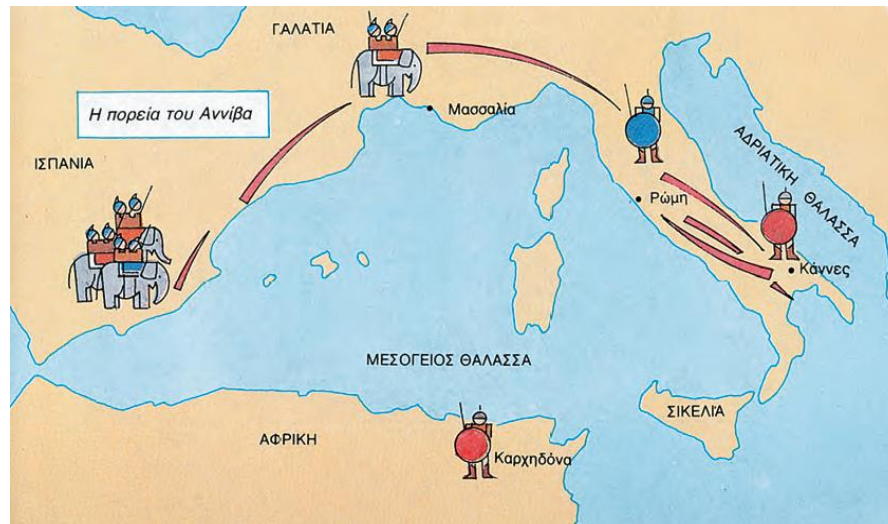 ΓΑΛΑΤΙΑ
Η πορεία του Αννίβα
Μασσαλία
ΙΣΠΑΝΙΑ
ΑΔΡΙΑΤΙΚΗ ΘΑΛΑΣΣΑ
Ρώμη
Κάννες
ΜΕΣΟΓΕΙΟΣ ΘΑΛΑΣΣΑ
ΣΙΚΕΛΙΑ
ΑΦΡΙΚΗ
Καρχηδόνα